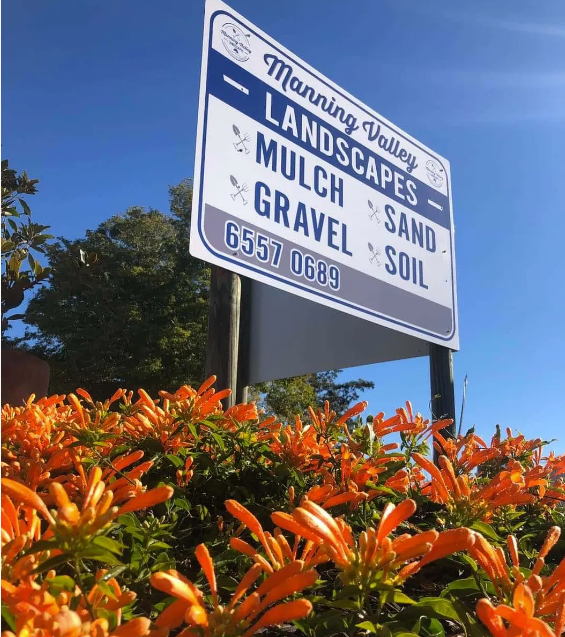 Manning Valley
LANDSCAPES
MULCH
SAND
GRAVEL
SOIL
6557 0689